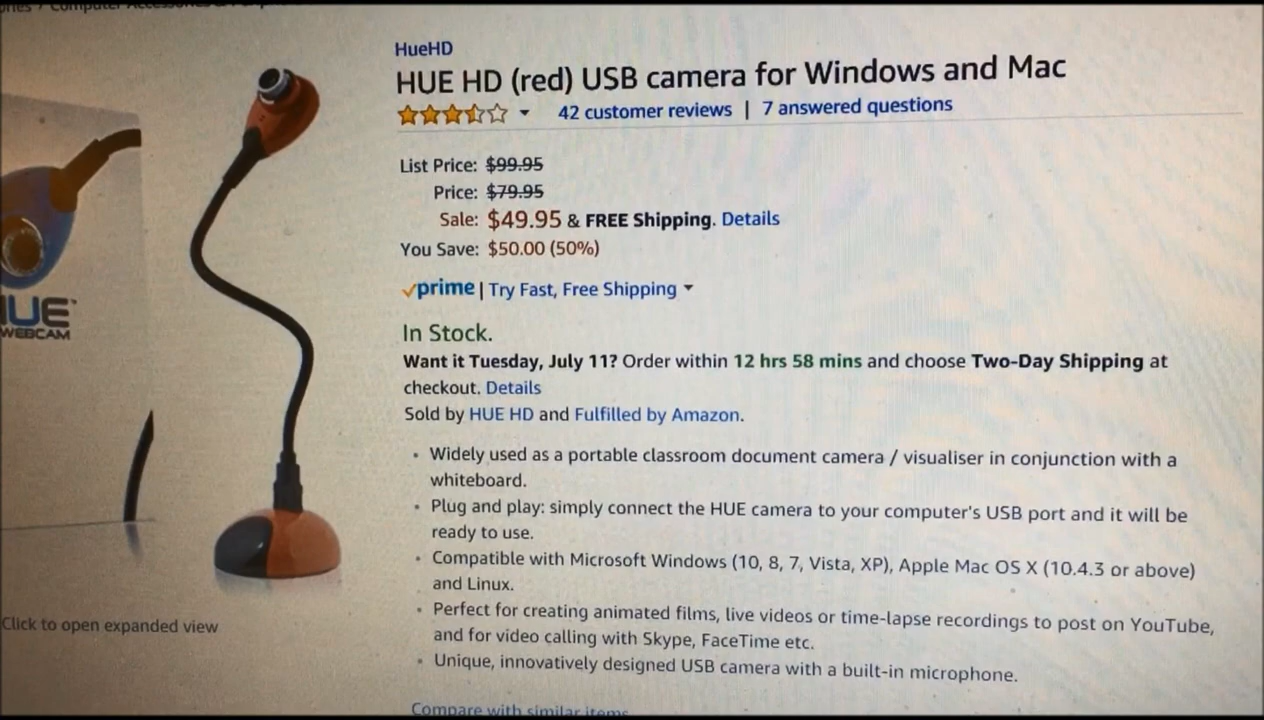 Computer Accessories &
HueHD
HUE HD (red) USB camera for Windows and Mac
42 customer reviews | 7 answered questions
List Price: $99.95
Price: $79.95
Sale: $49.95 & FREE Shipping. Details
You Save: $50.00 (50%)
prime | Try Fast, Free Shipping
In Stock.
Want it Tuesday, July 11? Order within 12 hrs 58 mins and choose Two-Day Shipping at
checkout. Details
Sold by HUE HD and Fulfilled by Amazon.
• Widely used as a portable classroom document camera / visualiser in conjunction with a
whiteboard.
• Plug and play: simply connect the HUE camera to your computer's USB port and it will be
ready to use.
• Compatible with Microsoft Windows (10, 8, 7, Vista, XP), Apple Mac OS X (10.4.3 or above)
and Linux.
• Perfect for creating animated films, live videos or time-lapse recordings to post on YouTube,
and for video calling with Skype, FaceTime etc.
• Unique, innovatively designed USB camera with a built-in microphone.
Compare with similar items
HUE
WEBCAM
Click to open expanded view